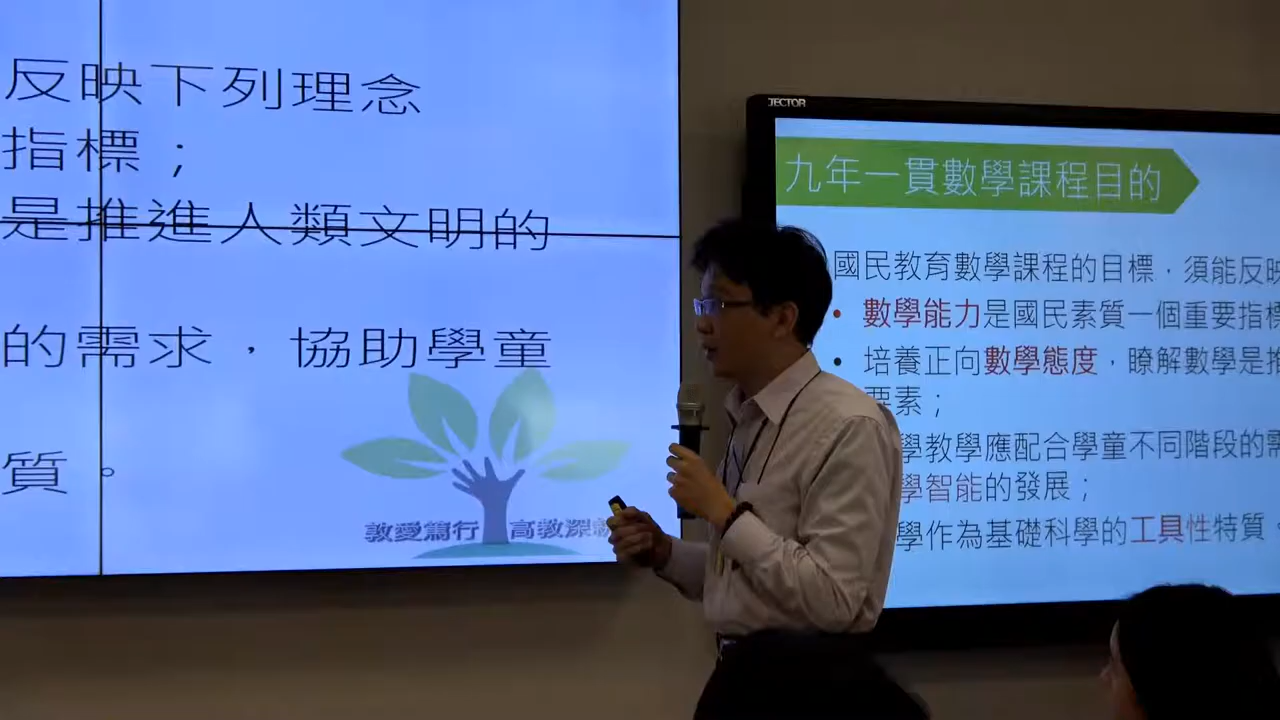 反映下列理念
指標；
是推進人類文明的
的需求，協助學童
質。
敦愛篤行 高教深
JECTOR
九年一貫數學課程目的
國民教育數學課程的目標，須能反映
• 數學能力是國民素質一個重要指標
• 培養正向數學態度，瞭解數學是推
要素；
學教學應配合學童不同階段的需
學智能的發展；
學作為基礎科學的工具性特質。